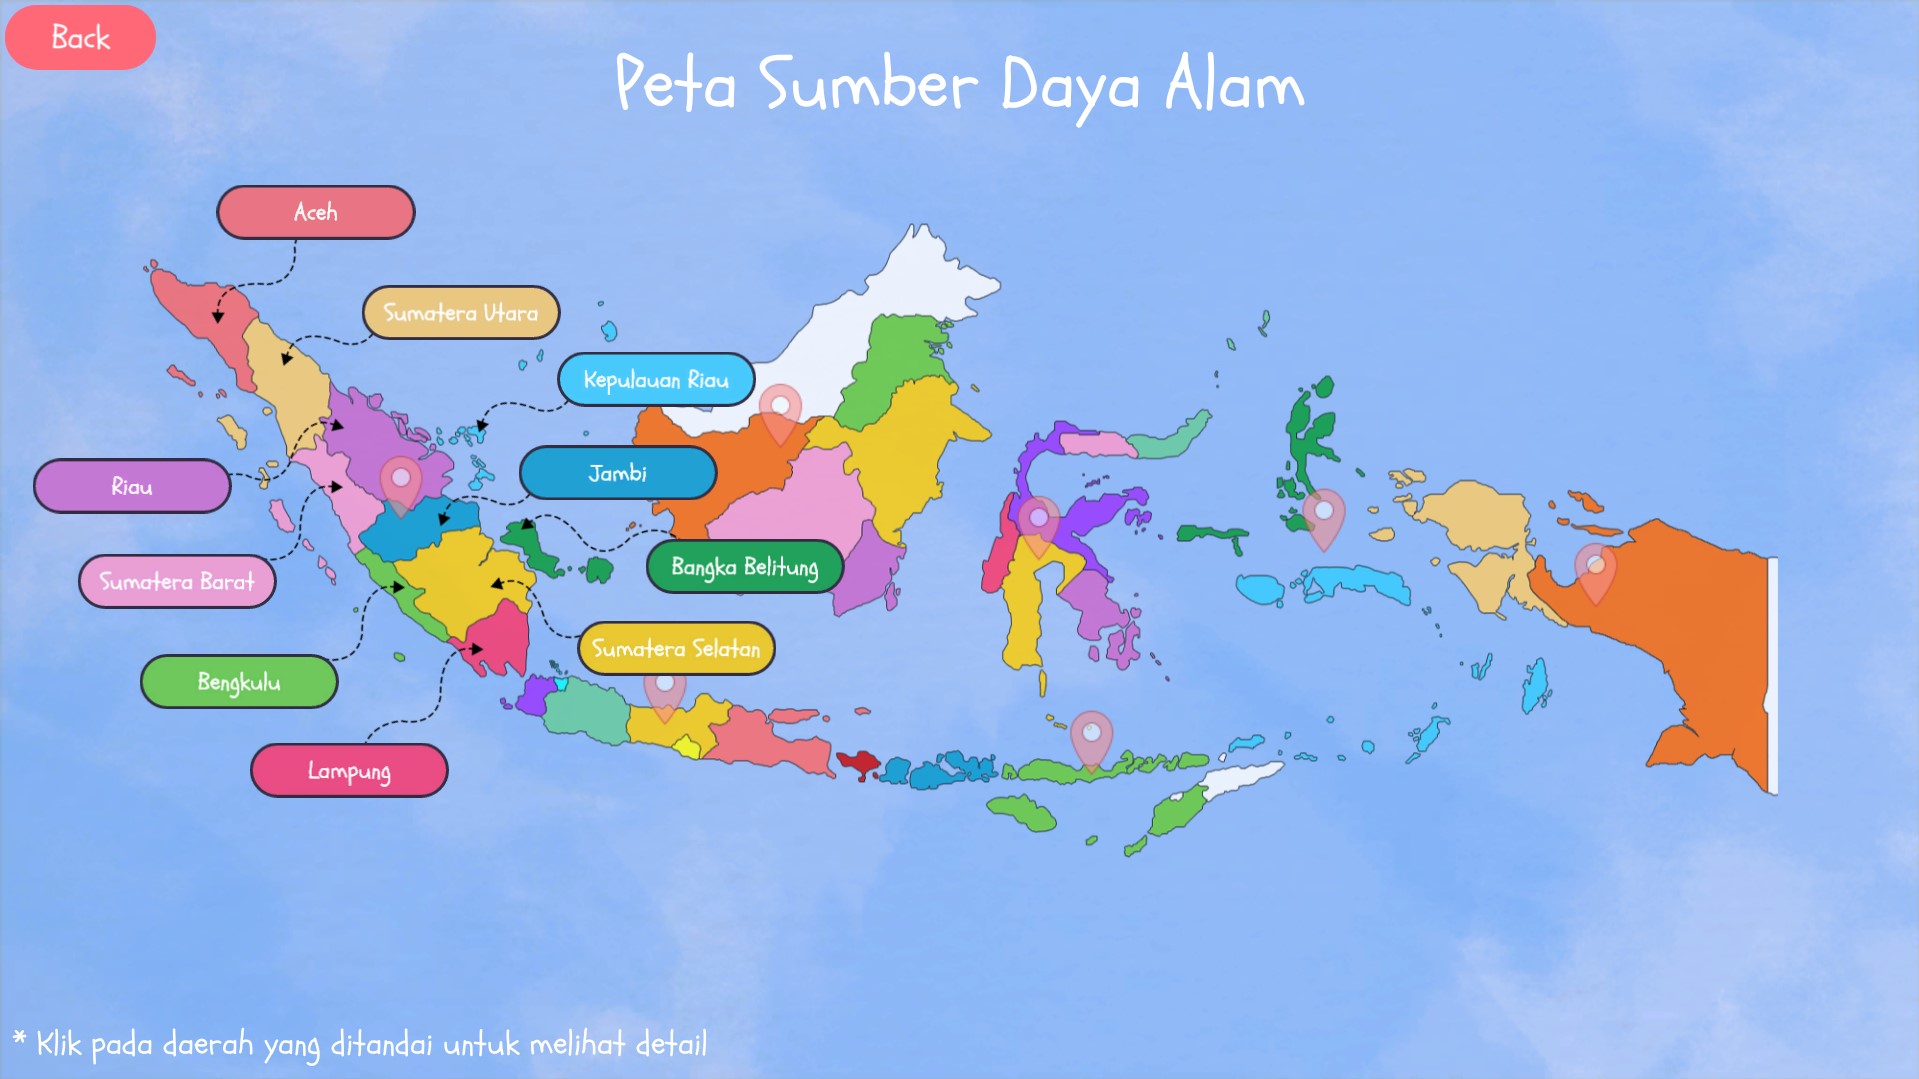 Back
Peta Sumber Daya Alam
Aceh
Sumatera Utara
Kepulauan Riau
Riau
Jambi
Sumatera Barat
Bangka Belitung
Bengkulu
Sumatera Selatan
Lampung
* Klik pada daerah yang ditandai untuk melihat detail